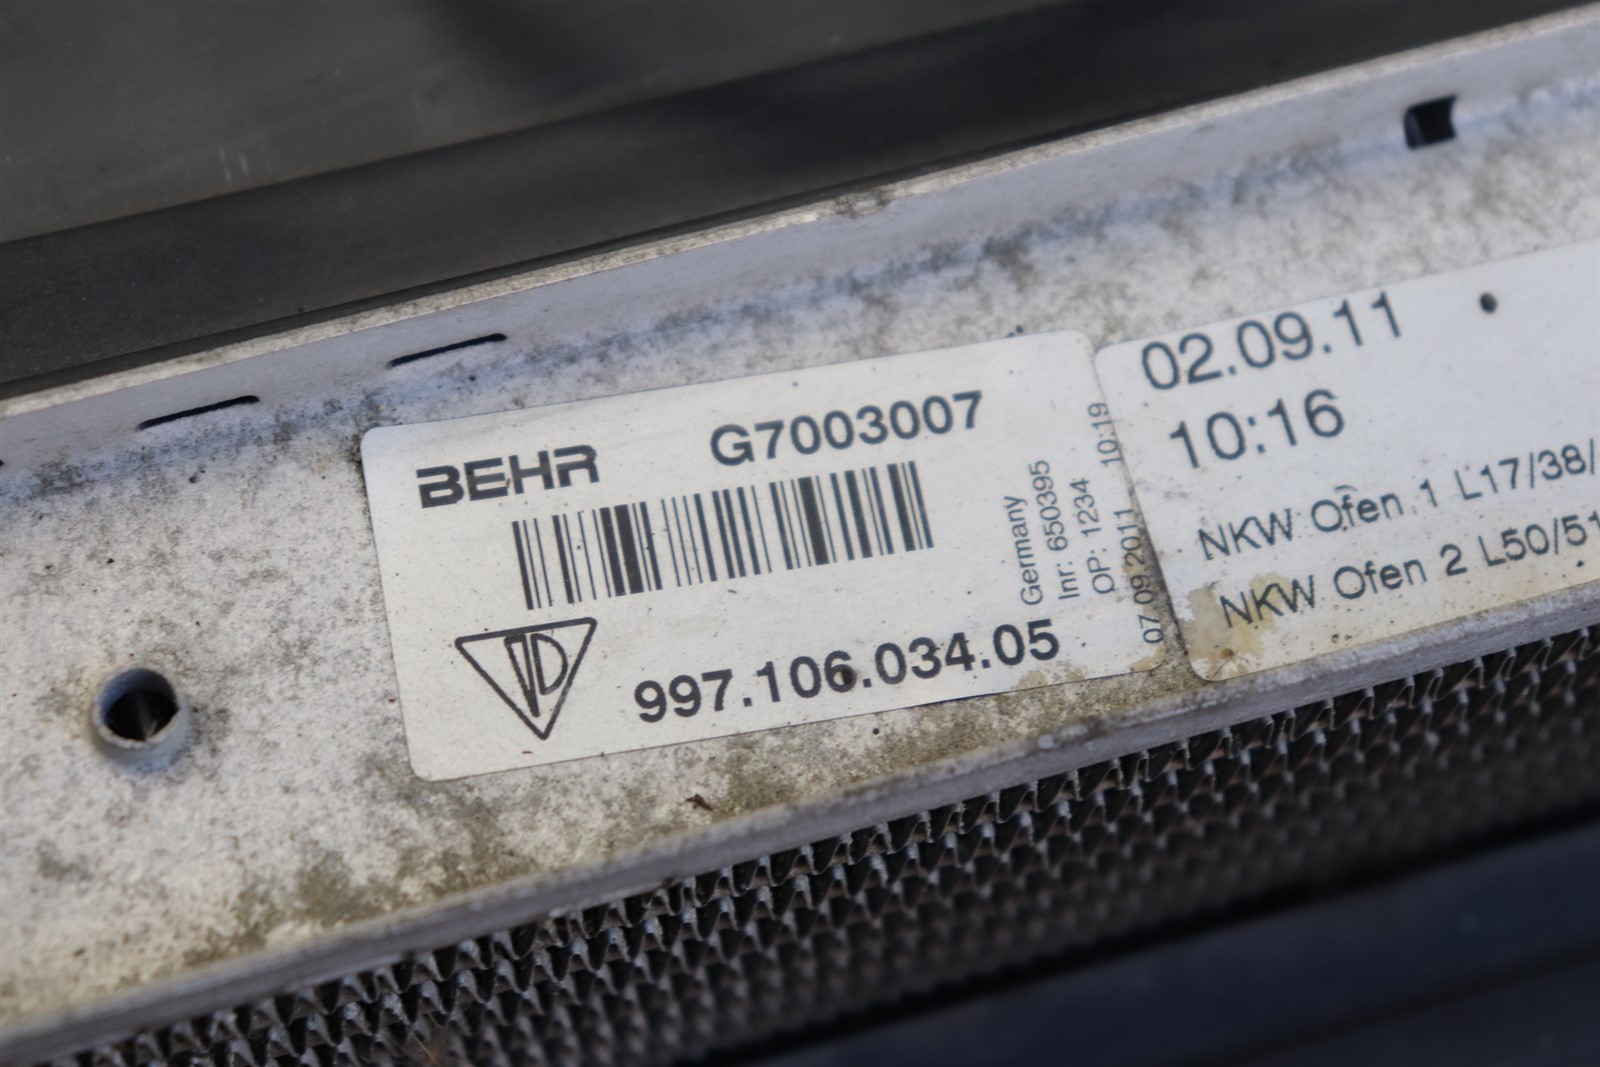 BEHR G7003007
Germany
Inr: 650395
OP: 1234
07.09.2011 10:19
997.106.034.05
02.09.11
10:16
NKW Ofen 1 L17/38/
NKW Ofen 2 L50/51